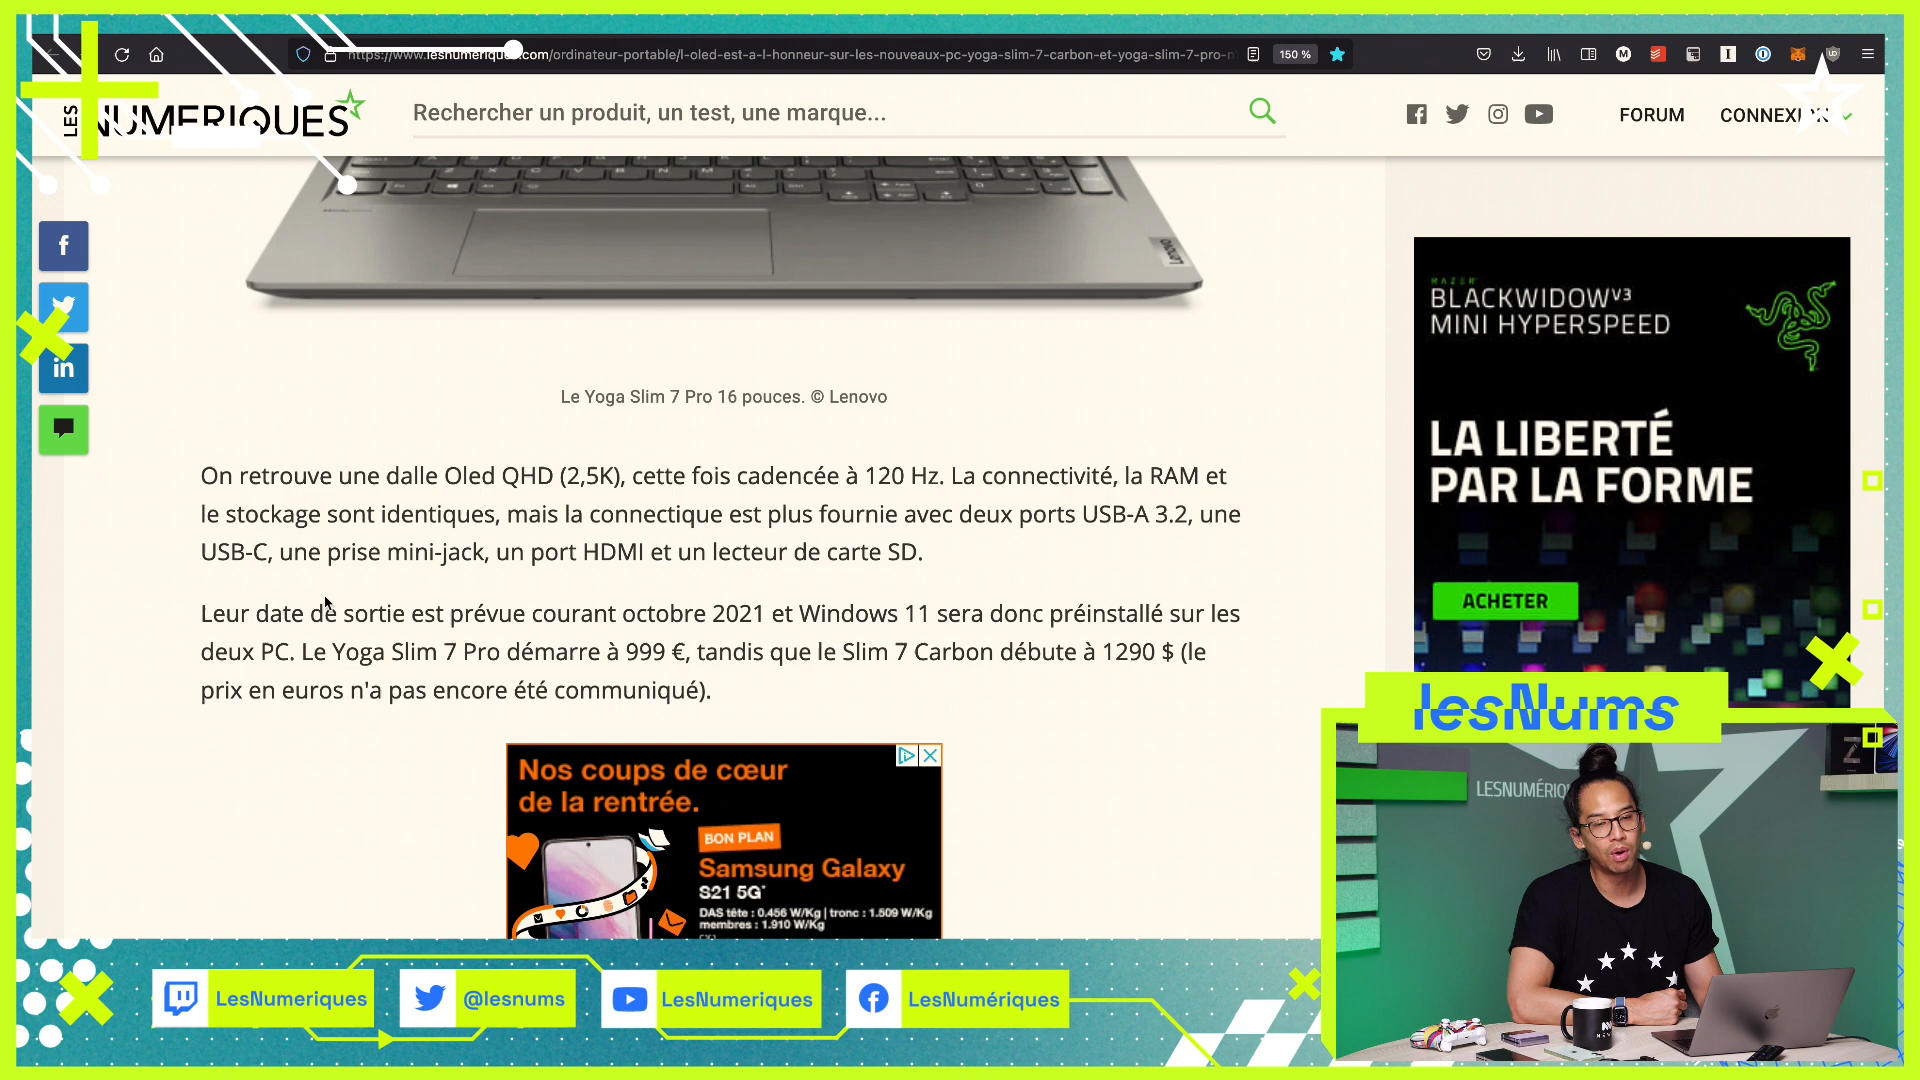 https://www.lesnumeriques.com/ordinateur-portable/l-oled-est-a-l-honneur-sur-les-nouveaux-pc-yoga-slim-7-carbon-et-yoga-slim-7-pro-n
150 %
LES NUMERIQUES
Rechercher un produit, un test, une marque...
FORUM
CONNEXION
Lenovo
Le Yoga Slim 7 Pro 16 pouces. © Lenovo
On retrouve une dalle Oled QHD (2,5K), cette fois cadencée à 120 Hz. La connectivité, la RAM et
le stockage sont identiques, mais la connectique est plus fournie avec deux ports USB-A 3.2, une
USB-C, une prise mini-jack, un port HDMI et un lecteur de carte SD.
Leur date de sortie est prévue courant octobre 2021 et Windows 11 sera donc préinstallé sur les
deux PC. Le Yoga Slim 7 Pro démarre à 999 €, tandis que le Slim 7 Carbon débute à 1290 $ (le
prix en euros n'a pas encore été communiqué).
Nos coups de cœur
de la rentrée.
BON PLAN
Samsung Galaxy
S21 5G*
DAS tête : 0.456 W/Kg | tronc : 1.509 W/Kg
membres : 1.910 W/Kg
RAZER
BLACKWIDOW V3
MINI HYPERSPEED
LA LIBERTÉ
PAR LA FORME
ACHETER
lesNums
LESNUMÉRIQ
LesNumeriques
@lesnums
LesNumeriques
LesNumériques